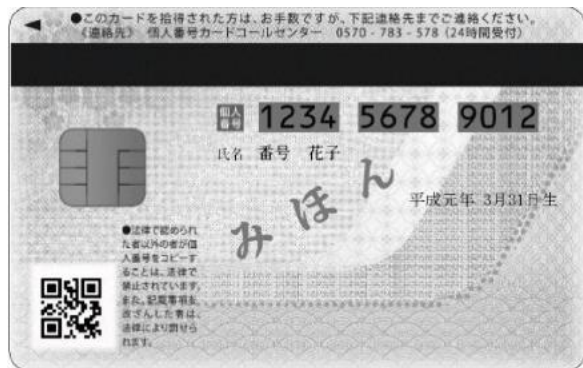 ●このカードを拾得された方は、お手数ですが、下記連絡先までご連絡ください。
《連絡先》 個人番号カードコールセンター 0570-783-578 (24時間受付)
個人番号 1234 5678 9012
氏名 番号 花子
平成元年 3月31日生
みほん
●法律で認められ
た者以外の者が個
人番号をコピーす
ることは、法律で
禁止されています。
また、記載事項を
改ざんした者は、
法律により罰せら
れます。